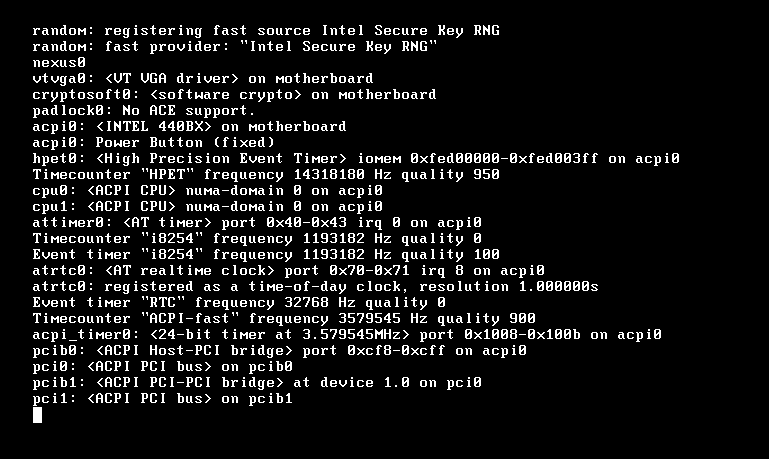 random: registering fast source Intel Secure Key RNG
random: fast provider: "Intel Secure Key RNG"
nexus0
vtvga0: <VT VGA driver> on motherboard
cryptosoft0: <software crypto> on motherboard
padlock0: No ACE support.
acpi0: <INTEL 440BX> on motherboard
acpi0: Power Button (fixed)
hpet0: <High Precision Event Timer> iomem 0xfed00000-0xfed003ff on acpi0
Timecounter "HPET" frequency 14318180 Hz quality 950
cpu0: <ACPI CPU> numa-domain 0 on acpi0
cpu1: <ACPI CPU> numa-domain 0 on acpi0
attimer0: <AT timer> port 0x40-0x43 irq 0 on acpi0
Timecounter "i8254" frequency 1193182 Hz quality 0
Event timer "i8254" frequency 1193182 Hz quality 100
atrtc0: <AT realtime clock> port 0x70-0x71 irq 8 on acpi0
atrtc0: registered as a time-of-day clock, resolution 1.000000s
Event timer "RTC" frequency 32768 Hz quality 0
Timecounter "ACPI-fast" frequency 3579545 Hz quality 900
acpi_timer0: <24-bit timer at 3.579545MHz> port 0x1008-0x100b on acpi0
pcib0: <ACPI Host-PCI bridge> port 0xcf8-0xcff on acpi0
pci0: <ACPI PCI bus> on pcib0
pcib1: <ACPI PCI-PCI bridge> at device 1.0 on pci0
pci1: <ACPI PCI bus> on pcib1